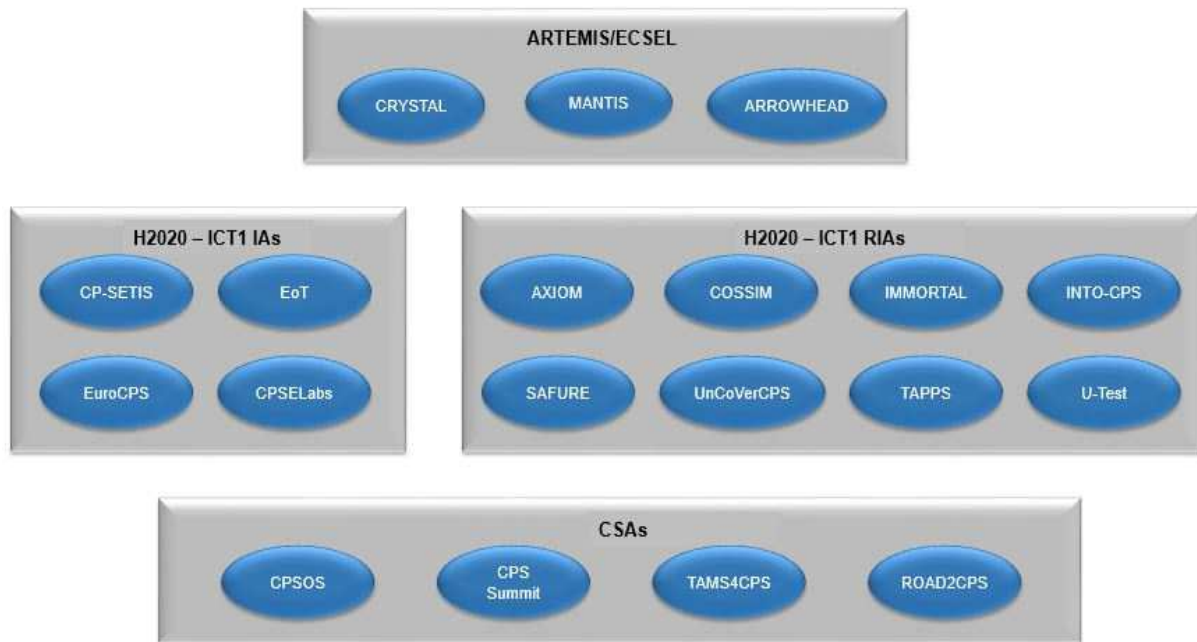 ARTEMIS/ECSEL
CRYSTAL
MANTIS
ARROWHEAD
H2020 – ICT1 IAs
CP-SETIS
EoT
EuroCPS
CPSELabs
H2020 – ICT1 RIAs
AXIOM
COSSIM
IMMORTAL
INTO-CPS
SAFURE
UnCoVerCPS
TAPPS
U-Test
CSAs
CPSOS
CPS
Summit
TAMS4CPS
ROAD2CPS